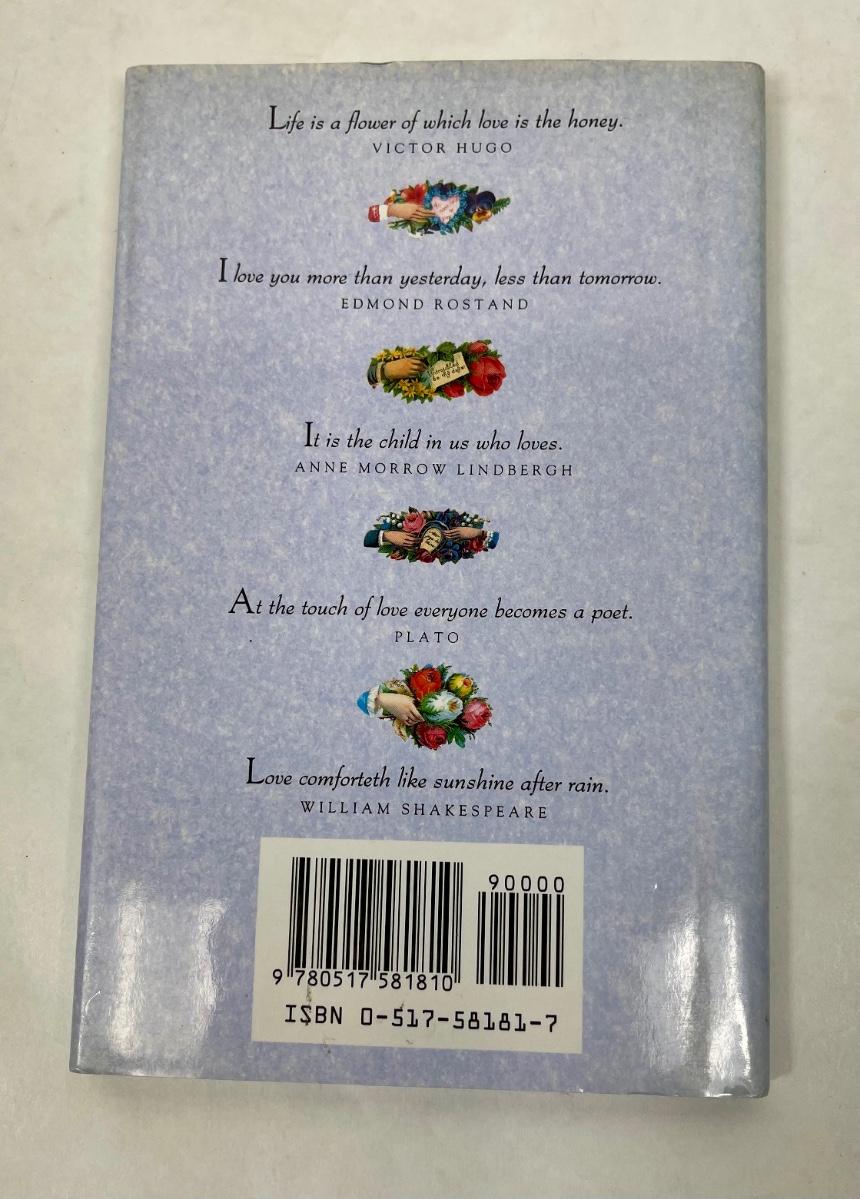 Life is a flower of which love is the honey.
VICTOR HUGO
I love you more than yesterday, less than tomorrow.
EDMOND ROSTAND
It is the child in us who loves.
ANNE MORROW LINDBERGH
At the touch of love everyone becomes a poet.
PLATO
Love comforteth like sunshine after rain.
WILLIAM SHAKESPEARE
90000
9 780517 581810
ISBN 0-517-58181-7